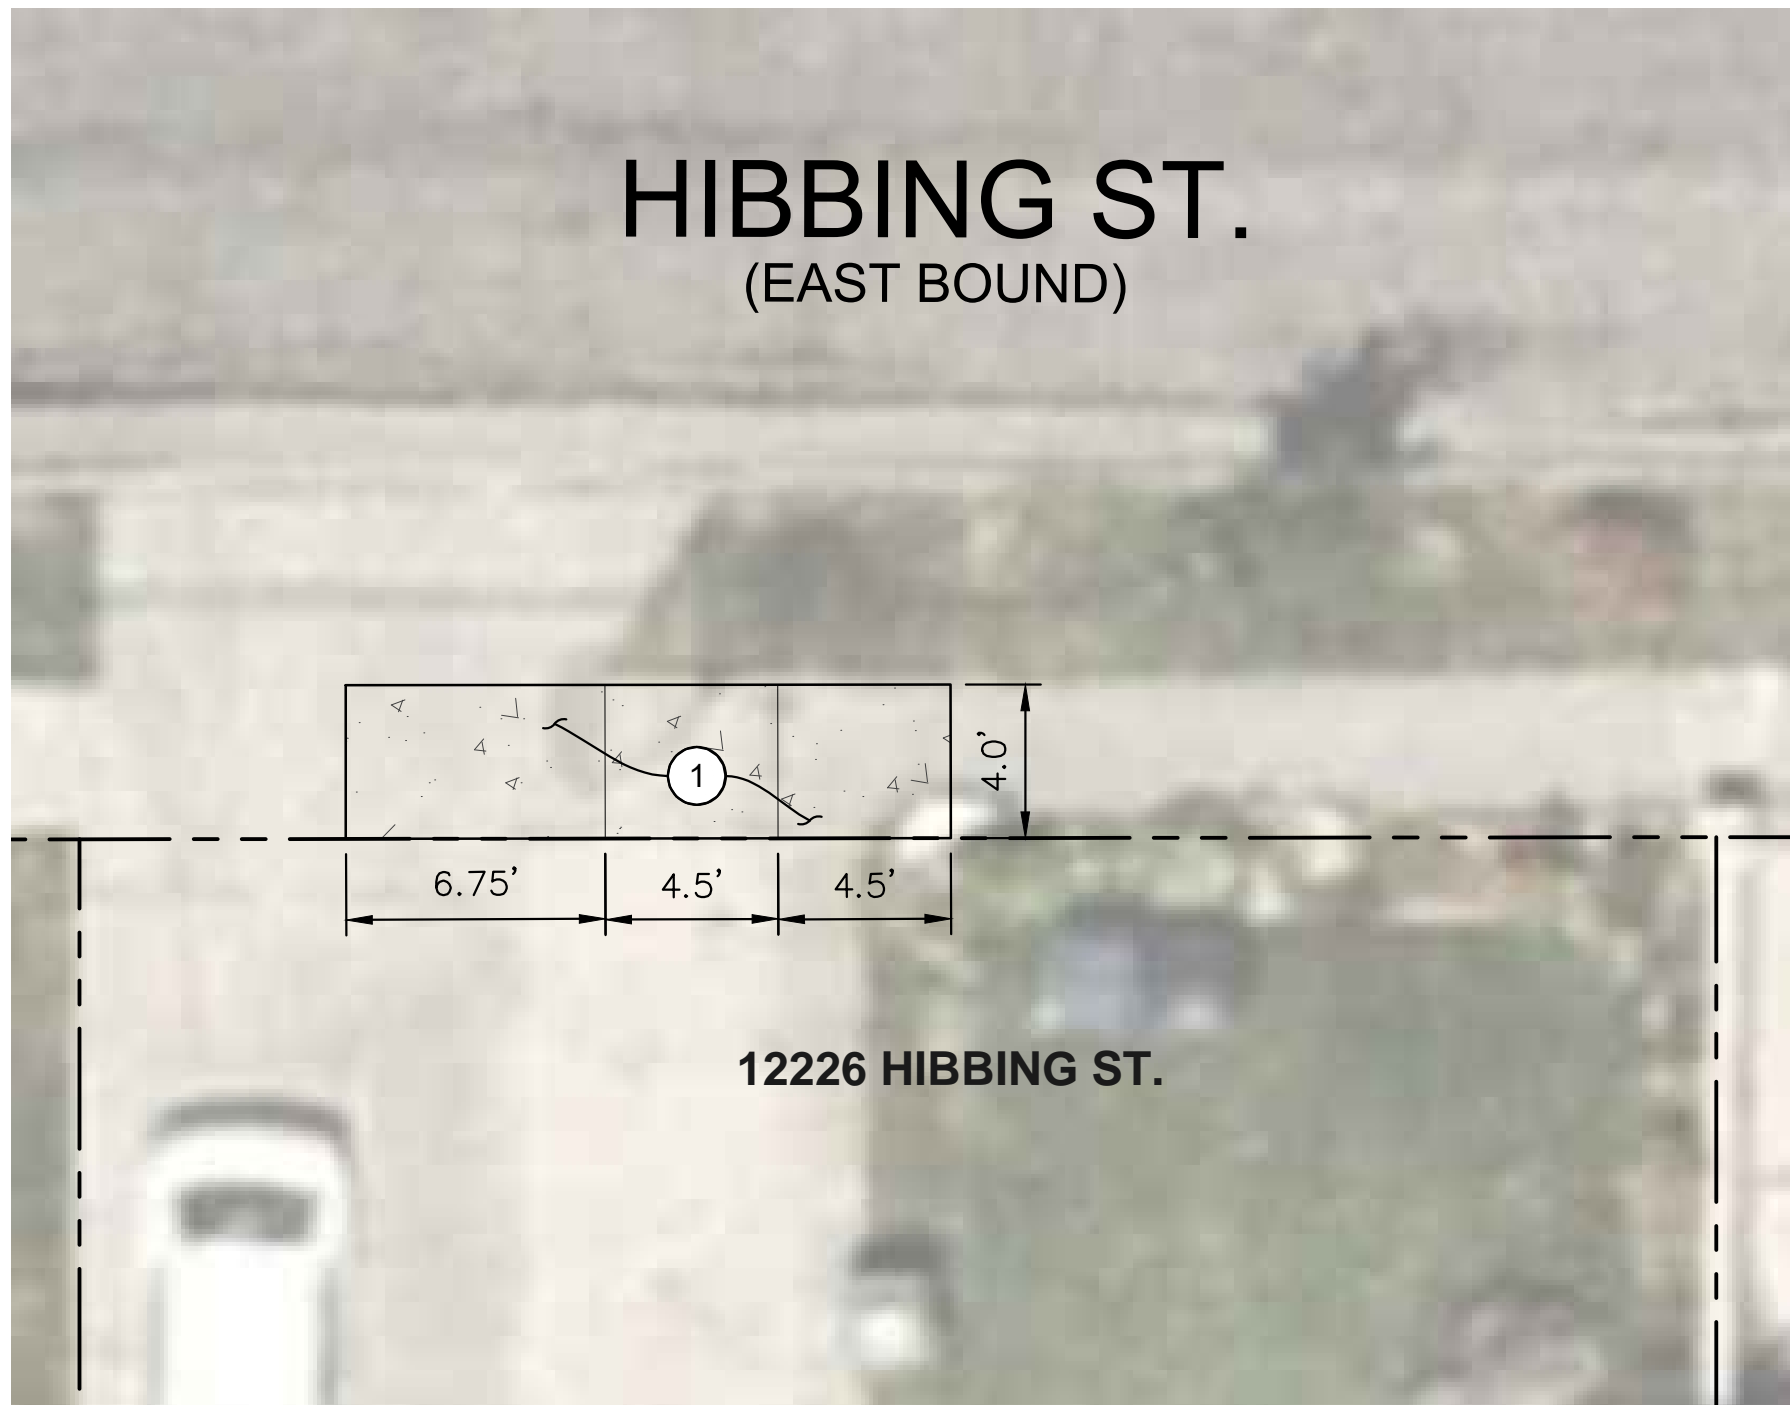 HIBBING ST.
(EAST BOUND)
4.0'
1
6.75'
4.5'
4.5'
12226 HIBBING ST.